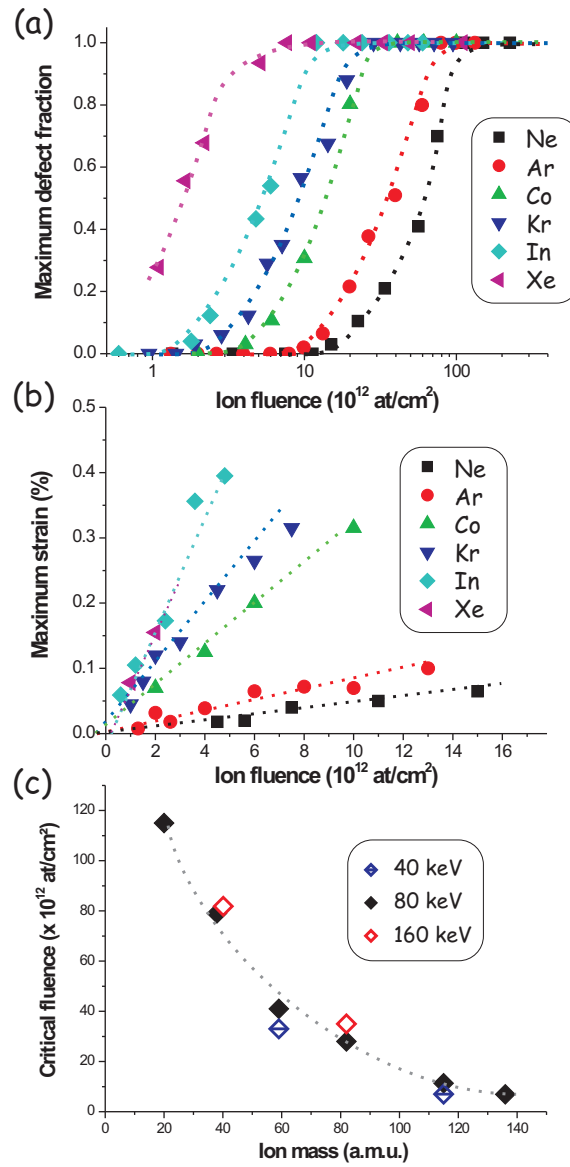 (a)
Maximum defect fraction
1.0
0.8
0.6
0.4
0.2
0.0
Ne
Ar
Co
Kr
In
Xe
1
10
100
Ion fluence (10¹² at/cm²)
(b)
Maximum strain (%)
0.5
0.4
0.3
0.2
0.1
0.0
Ne
Ar
Co
Kr
In
Xe
0 2 4 6 8 10 12 14 16
Ion fluence (10¹² at/cm²)
(c)
Critical fluence (x 10¹² at/cm²)
120
100
80
60
40
20
0
40 keV
80 keV
160 keV
0 20 40 60 80 100 120 140
Ion mass (a.m.u.)